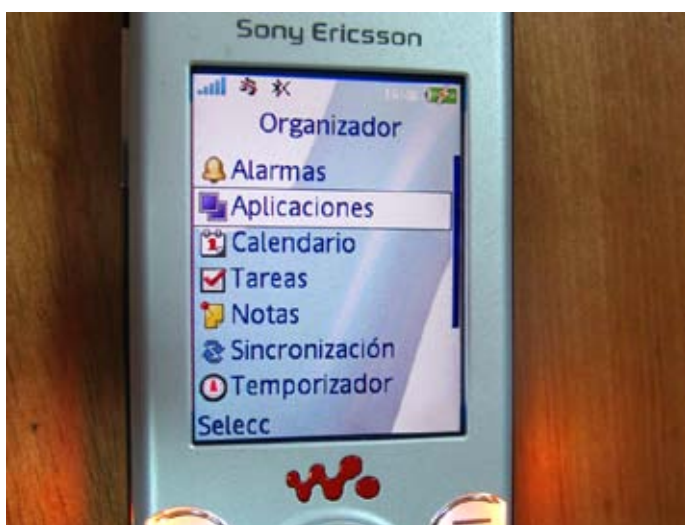 Sony Ericsson
Organizador
Alarmas
Aplicaciones
Calendario
Tareas
Notas
Sincronización
Temporizador
Selecc